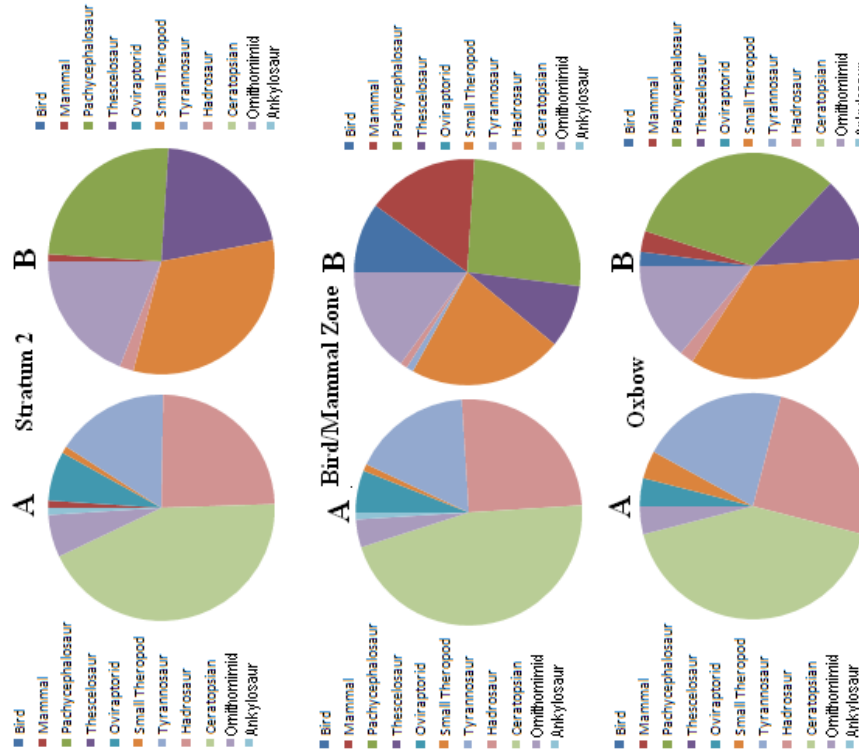 Stratum 2
A
B
Bird
Mammal
Pachycephalosaur
Thescelosaur
Oviraptorid
Small Theropod
Tyrannosaur
Hadrosaur
Ceratopsian
Ornithomimid
Ankylosaur
Bird
Mammal
Pachycephalosaur
Thescelosaur
Oviraptorid
Small Theropod
Tyrannosaur
Hadrosaur
Ceratopsian
Ornithomimid
Ankylosaur
Bird/Mammal Zone
A
B
Bird
Mammal
Pachycephalosaur
Thescelosaur
Oviraptorid
Small Theropod
Tyrannosaur
Hadrosaur
Ceratopsian
Ornithomimid
Ankylosaur
Bird
Mammal
Pachycephalosaur
Thescelosaur
Oviraptorid
Small Theropod
Tyrannosaur
Hadrosaur
Ceratopsian
Ornithomimid
Ankylosaur
Oxbow
A
B
Bird
Mammal
Pachycephalosaur
Thescelosaur
Oviraptorid
Small Theropod
Tyrannosaur
Hadrosaur
Ceratopsian
Ornithomimid
Ankylosaur
Bird
Mammal
Pachycephalosaur
Thescelosaur
Oviraptorid
Small Theropod
Tyrannosaur
Hadrosaur
Ceratopsian
Ornithomimid